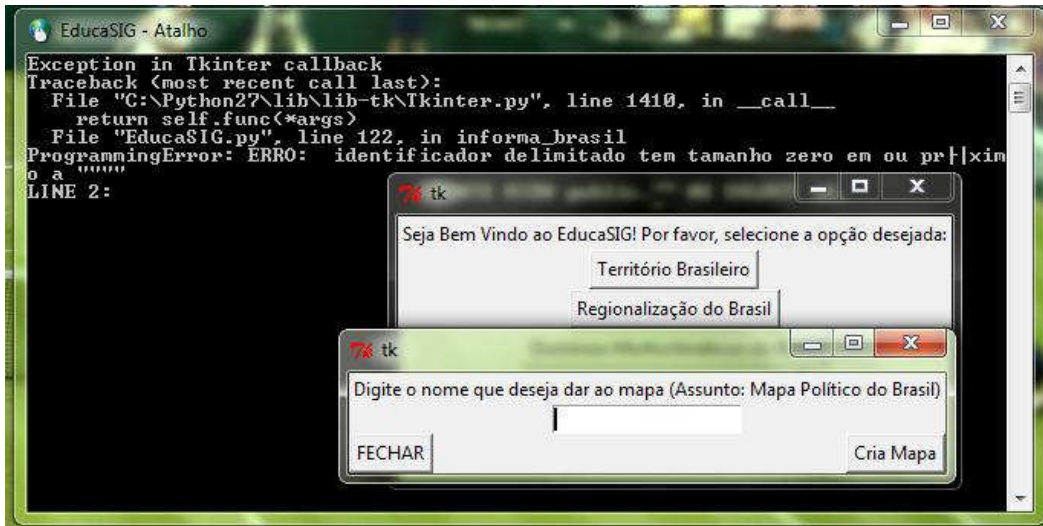 EducaSIG - Atalho
Exception in Tkinter callback
Traceback (most recent call last):
File "C:\Python27\lib\lib-tk\Tkinter.py", line 1410, in __call__
return self.func(*args)
File "EducaSIG.py", line 122, in informa_brasil
ProgrammingError: ERRO:  identificador delimitado tem tamanho zero em ou pr├│xim
o a """"
LINE 2:
tk
Seja Bem Vindo ao EducaSIG! Por favor, selecione a opção desejada:
Território Brasileiro
Regionalização do Brasil
tk
Digite o nome que deseja dar ao mapa (Assunto: Mapa Político do Brasil)
FECHAR
Cria Mapa